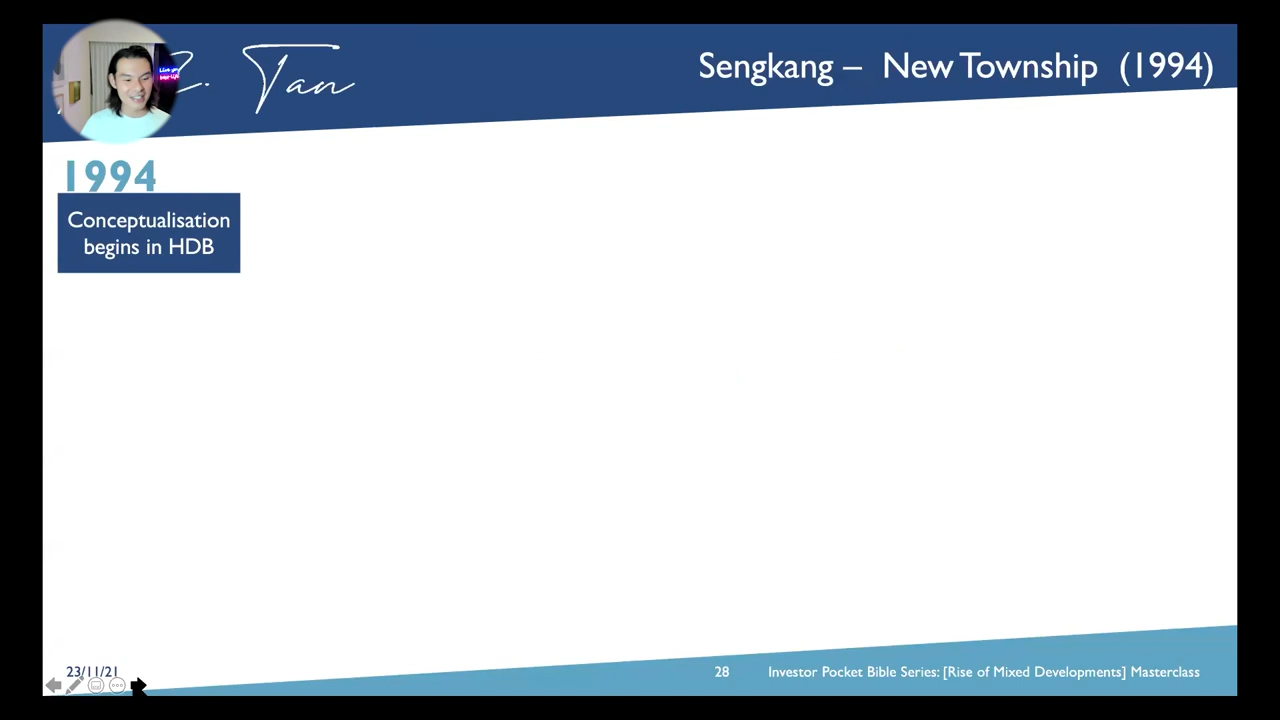 Tan
Sengkang – New Township (1994)
1994
Conceptualisation
begins in HDB
23/11/21
28
Investor Pocket Bible Series: [Rise of Mixed Developments] Masterclass